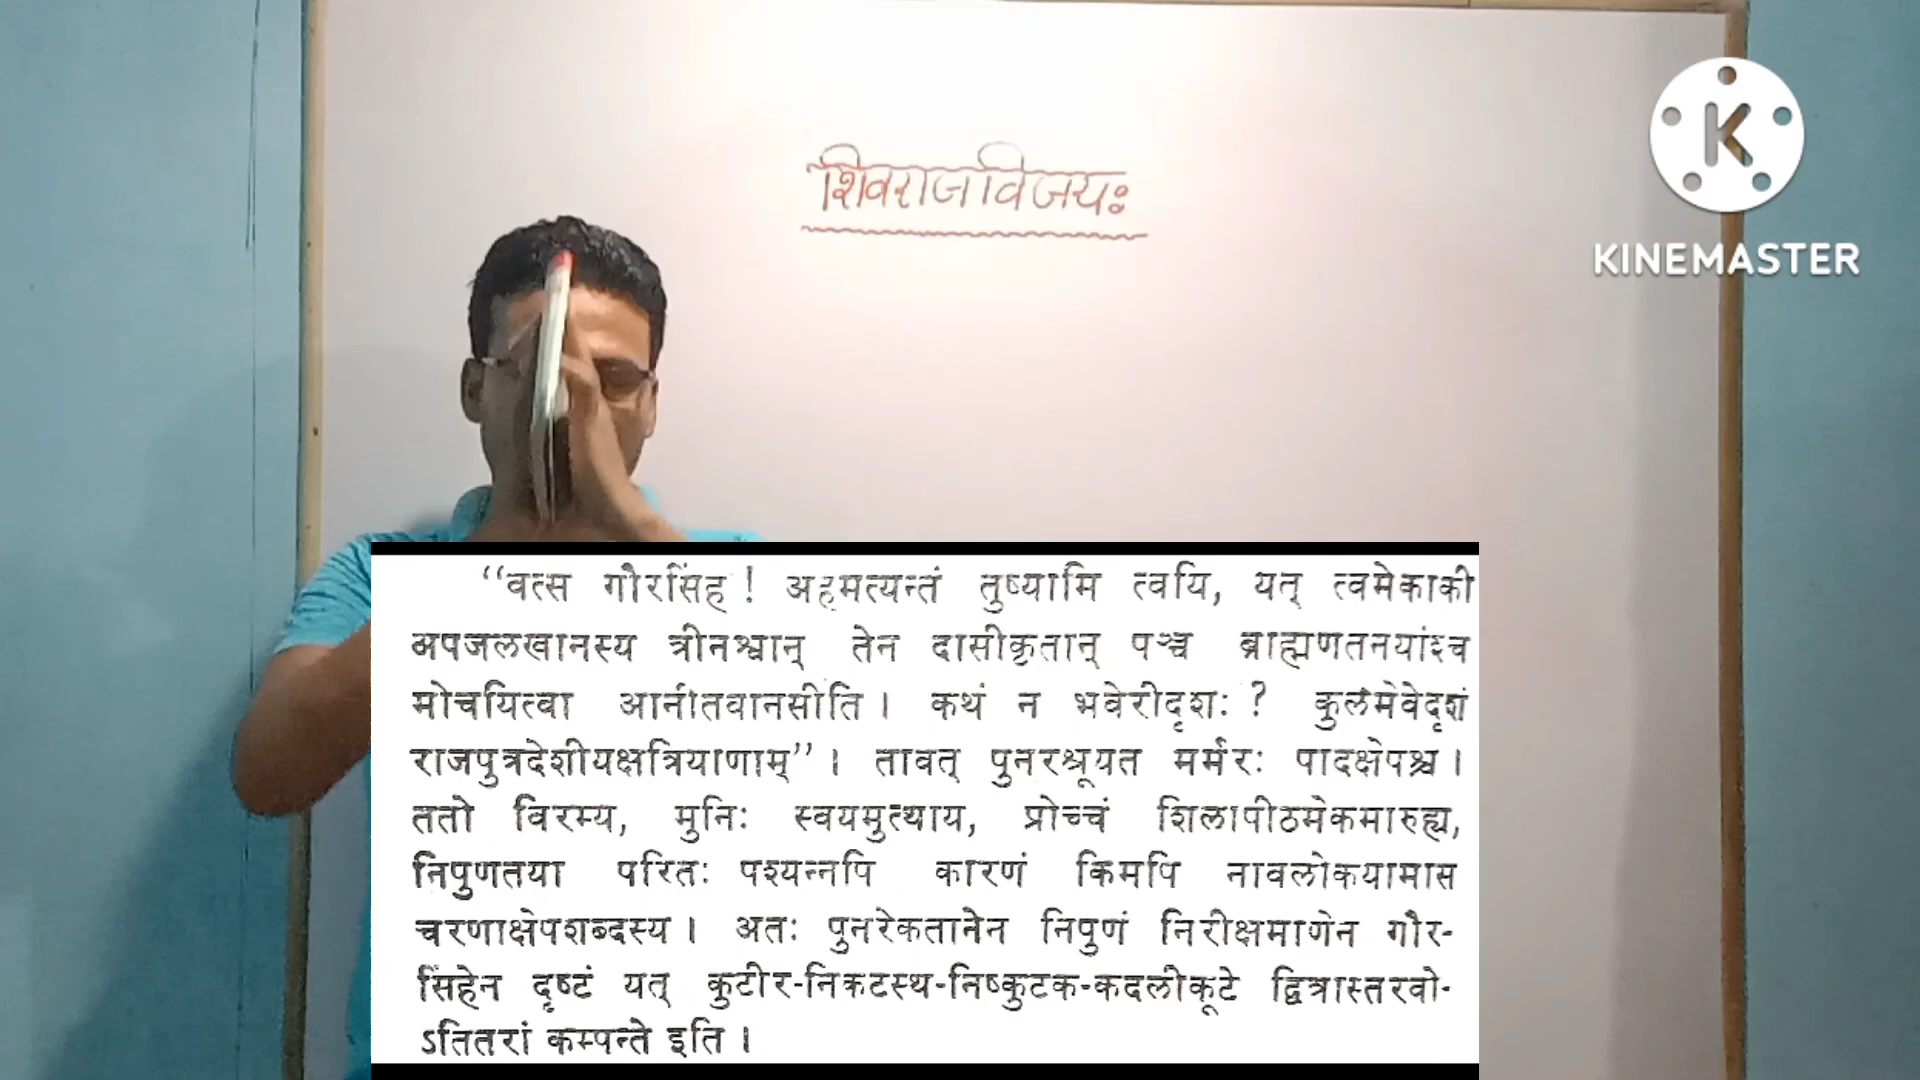 शिवराजविजयः
K
KINEMASTER
“वत्स गौरसिंह ! अहमत्यन्तं तुष्यामि त्वयि, यत् त्वमेकाकी
अपजलखानस्य त्रीनश्वान् तेन दासीकृतान् पञ्च ब्राह्मणतनयांश्च
मोचयित्वा आनीतवानसीति । कथं न भवेरीदृशः ? कुलमेवेदृशं
राजपुत्रदेशीयक्षत्रियाणाम्” । तावत् पुनरश्रूयत मर्मरः पादक्षेपश्च ।
ततो विरम्य, मुनिः स्वयमुत्थाय, प्रोच्चं शिलापीठमेकमारुह्य,
निपुणतया परितः पश्यन्नपि कारणं किमपि नावलोकयामास
चरणाक्षेपशब्दस्य । अतः पुनरेकतानेन निपुणं निरीक्षमाणेन गौर-
सिंहेन दृष्टं यत् कुटीर-निकटस्थ-निष्कुटक-कदलीकूटे द्वित्रास्तरवो-
ऽतितरां कम्पन्ते इति ।